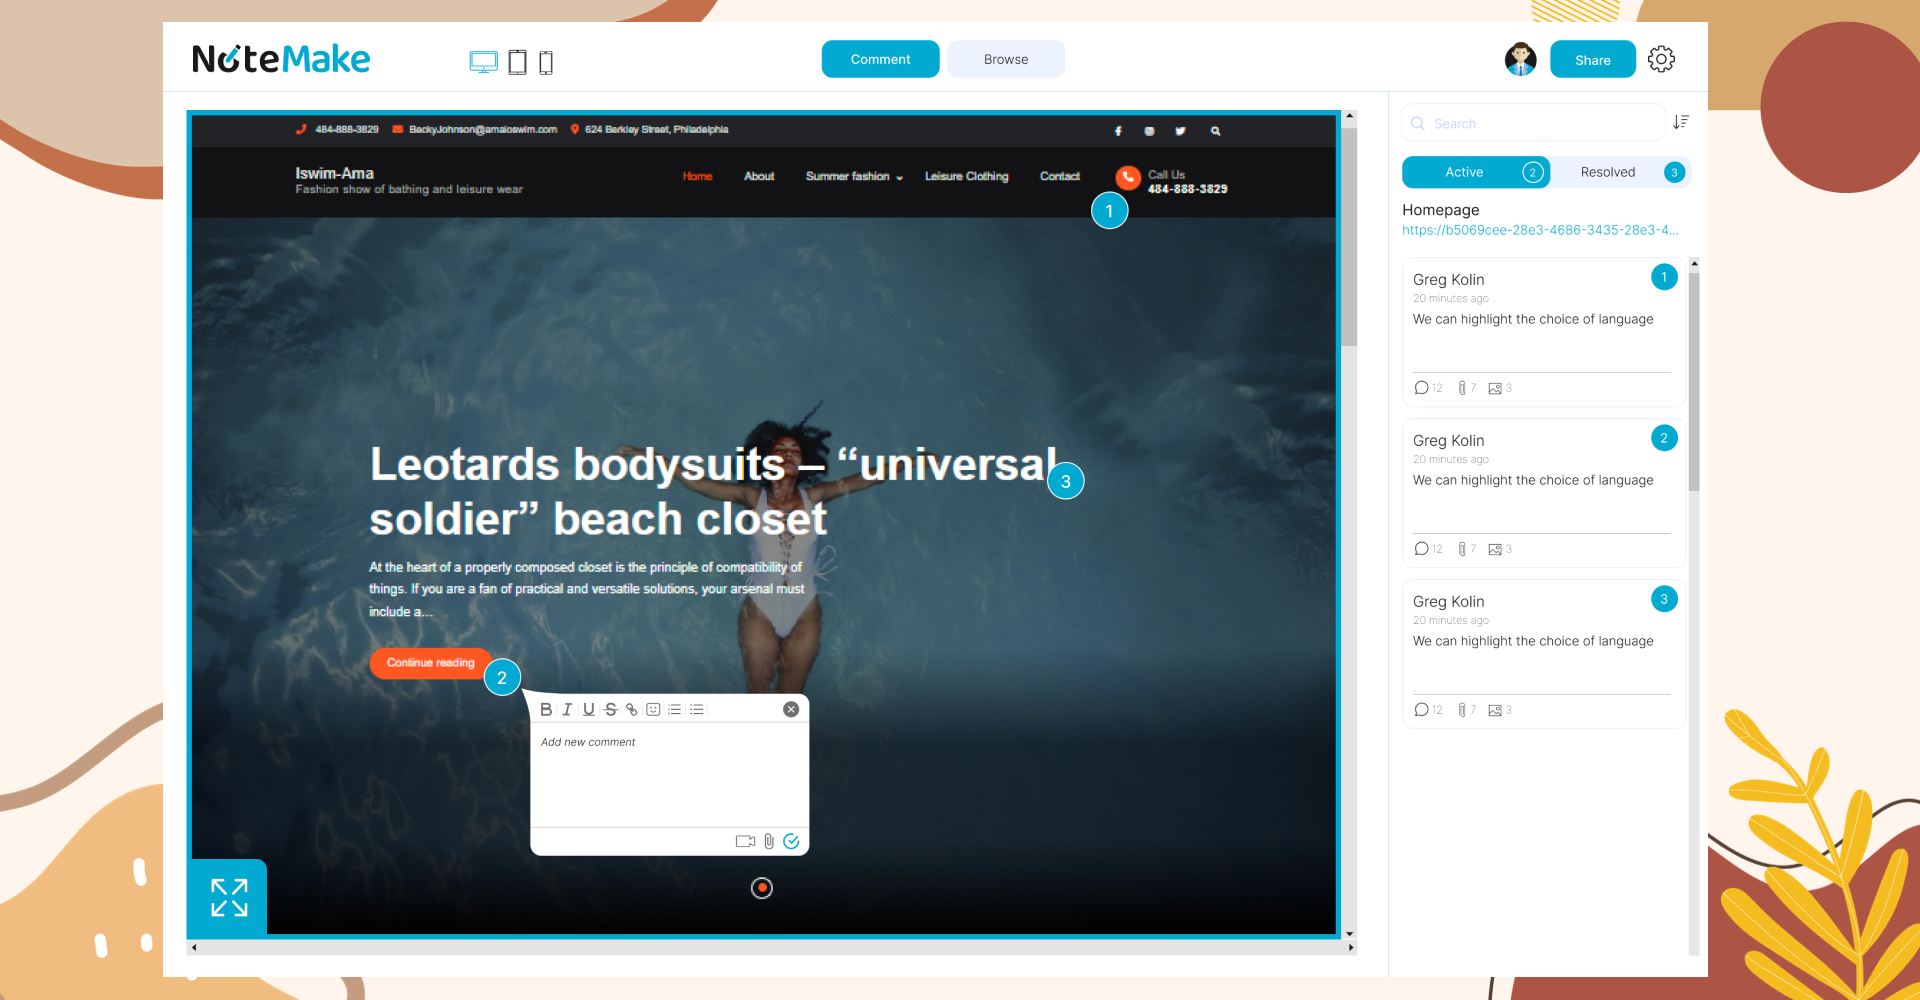 NoteMake
Comment
Browse
Share
484-888-3829 BeckyJohnson@amaioswim.com 624 Berkley Street, Philadelphia
Iswim-Ama
Fashion show of bathing and leisure wear
Home About Summer fashion Leisure Clothing Contact
Call Us
484-888-3829
1
Leotards bodysuits – “universal
soldier” beach closet
3
At the heart of a properly composed closet is the principle of compatibility of
things. If you are a fan of practical and versatile solutions, your arsenal must
include a...
Continue reading
2
B I U S
Add new comment
Search
Active 2 Resolved 3
Homepage
https://b5069cee-28e3-4686-3435-28e3-4...
Greg Kolin 1
20 minutes ago
We can highlight the choice of language
12 7 3
Greg Kolin 2
20 minutes ago
We can highlight the choice of language
12 7 3
Greg Kolin 3
20 minutes ago
We can highlight the choice of language
12 7 3